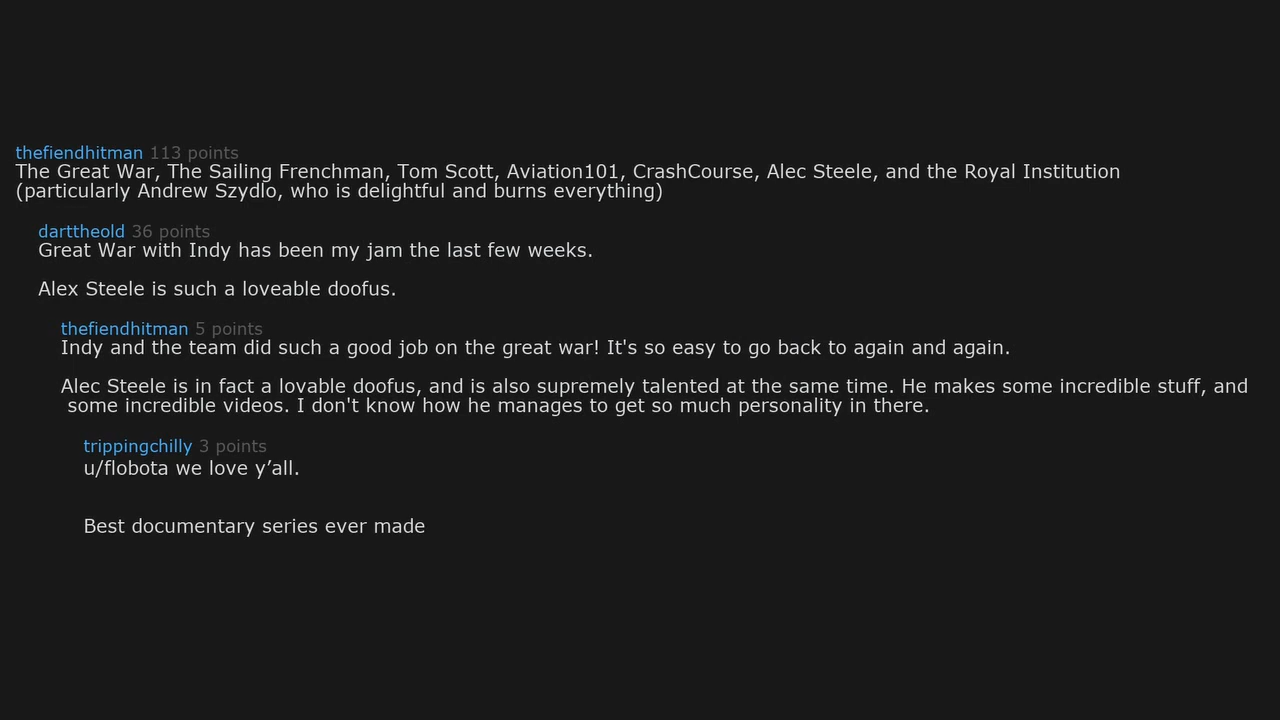 thefiendhitman 113 points
The Great War, The Sailing Frenchman, Tom Scott, Aviation101, CrashCourse, Alec Steele, and the Royal Institution
(particularly Andrew Szydlo, who is delightful and burns everything)
darttheold 36 points
Great War with Indy has been my jam the last few weeks.
Alex Steele is such a loveable doofus.
thefiendhitman 5 points
Indy and the team did such a good job on the great war! It's so easy to go back to again and again.
Alec Steele is in fact a lovable doofus, and is also supremely talented at the same time. He makes some incredible stuff, and
some incredible videos. I don't know how he manages to get so much personality in there.
trippingchilly 3 points
u/flobota we love y’all.
Best documentary series ever made